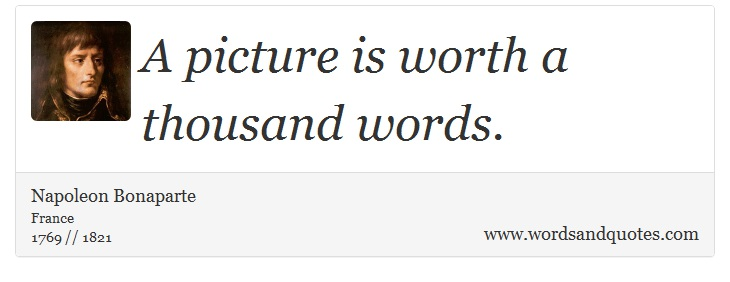 A picture is worth a
thousand words.
Napoleon Bonaparte
France
1769 // 1821
www.wordsandquotes.com